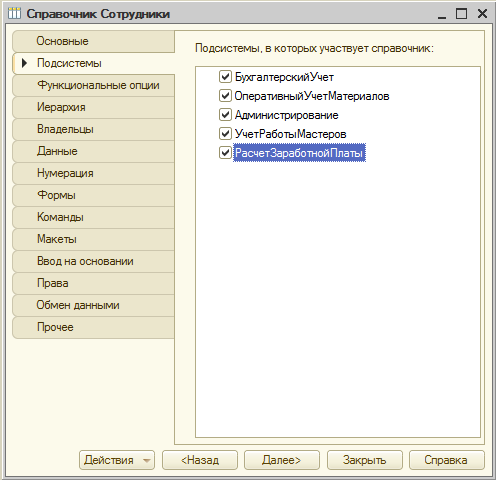 Справочник Сотрудники
Основные
Подсистемы
Функциональные опции
Иерархия
Владельцы
Данные
Нумерация
Формы
Команды
Макеты
Ввод на основании
Права
Обмен данными
Прочее
Подсистемы, в которых участвует справочник:
БухгалтерскийУчет
ОперативныйУчетМатериалов
Администрирование
УчетРаботыМастеров
РасчетЗаработнойПлаты
Действия
<Назад
Далее>
Закрыть
Справка